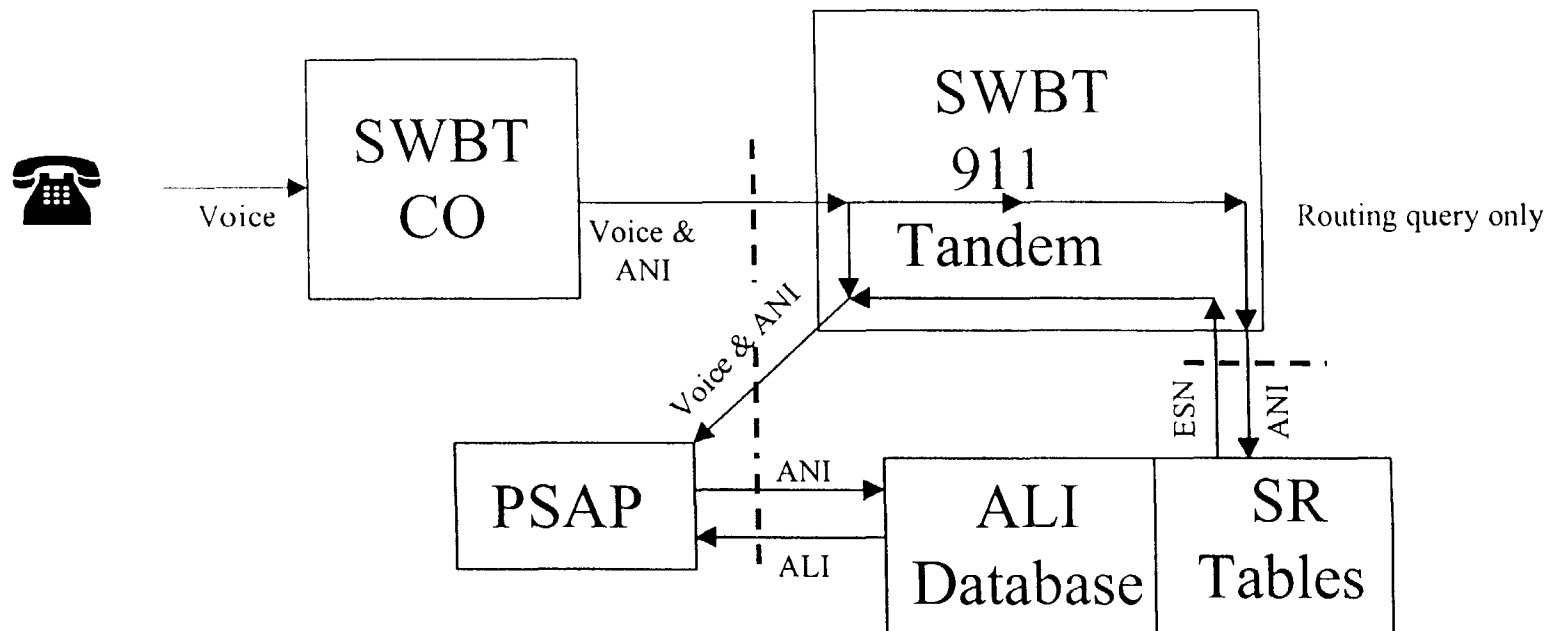 SWBT
CO
Voice
Voice &
ANI
SWBT
911
Tandem
Routing query only
Voice & ANI
ESN
ANI
PSAP
ANI
ALI
ALI
Database
SR
Tables